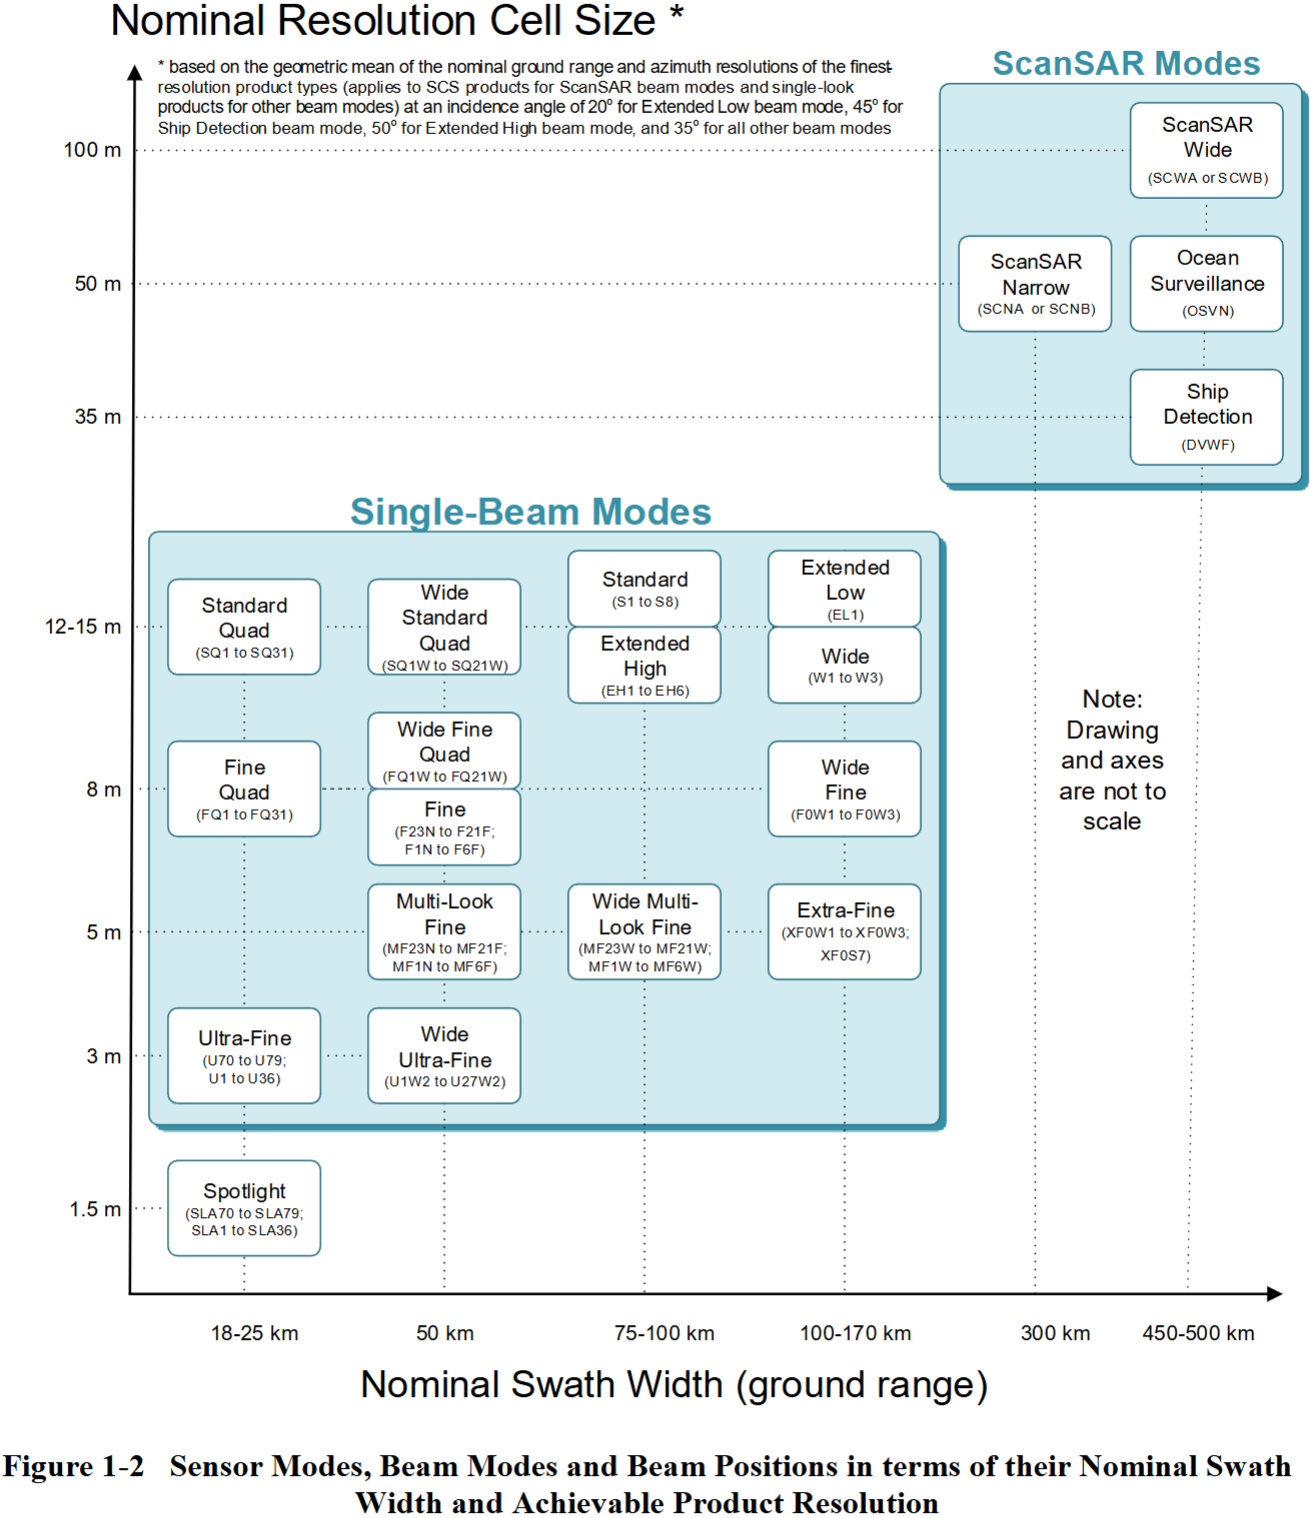 Nominal Resolution Cell Size *
* based on the geometric mean of the nominal ground range and azimuth resolutions of the finest-
resolution product types (applies to SCS products for ScanSAR beam modes and single-look
products for other beam modes) at an incidence angle of 20º for Extended Low beam mode, 45º for
Ship Detection beam mode, 50º for Extended High beam mode, and 35º for all other beam modes
ScanSAR Modes
100 m
ScanSAR
Wide
(SCWA or SCWB)
50 m
ScanSAR
Narrow
(SCNA or SCNB)
Ocean
Surveillance
(OSVN)
35 m
Ship
Detection
(DVWF)
Single-Beam Modes
12-15 m
Standard
Quad
(SQ1 to SQ31)
Wide
Standard
Quad
(SQ1W to SQ21W)
Standard
(S1 to S8)
Extended
High
(EH1 to EH6)
Extended
Low
(EL1)
Wide
(W1 to W3)
Note:
Drawing
and axes
are not to
scale
8 m
Fine
Quad
(FQ1 to FQ31)
Wide Fine
Quad
(FQ1W to FQ21W)
Fine
(F23N to F21F;
F1N to F6F)
Wide
Fine
(F0W1 to F0W3)
5 m
Multi-Look
Fine
(MF23N to MF21F;
MF1N to MF6F)
Wide Multi-
Look Fine
(MF23W to MF21W;
MF1W to MF6W)
Extra-Fine
(XF0W1 to XF0W3;
XF0S7)
3 m
Ultra-Fine
(U70 to U79;
U1 to U36)
Wide
Ultra-Fine
(U1W2 to U27W2)
1.5 m
Spotlight
(SLA70 to SLA79;
SLA1 to SLA36)
18-25 km
50 km
75-100 km
100-170 km
300 km
450-500 km
Nominal Swath Width (ground range)
Figure 1-2 Sensor Modes, Beam Modes and Beam Positions in terms of their Nominal Swath
Width and Achievable Product Resolution